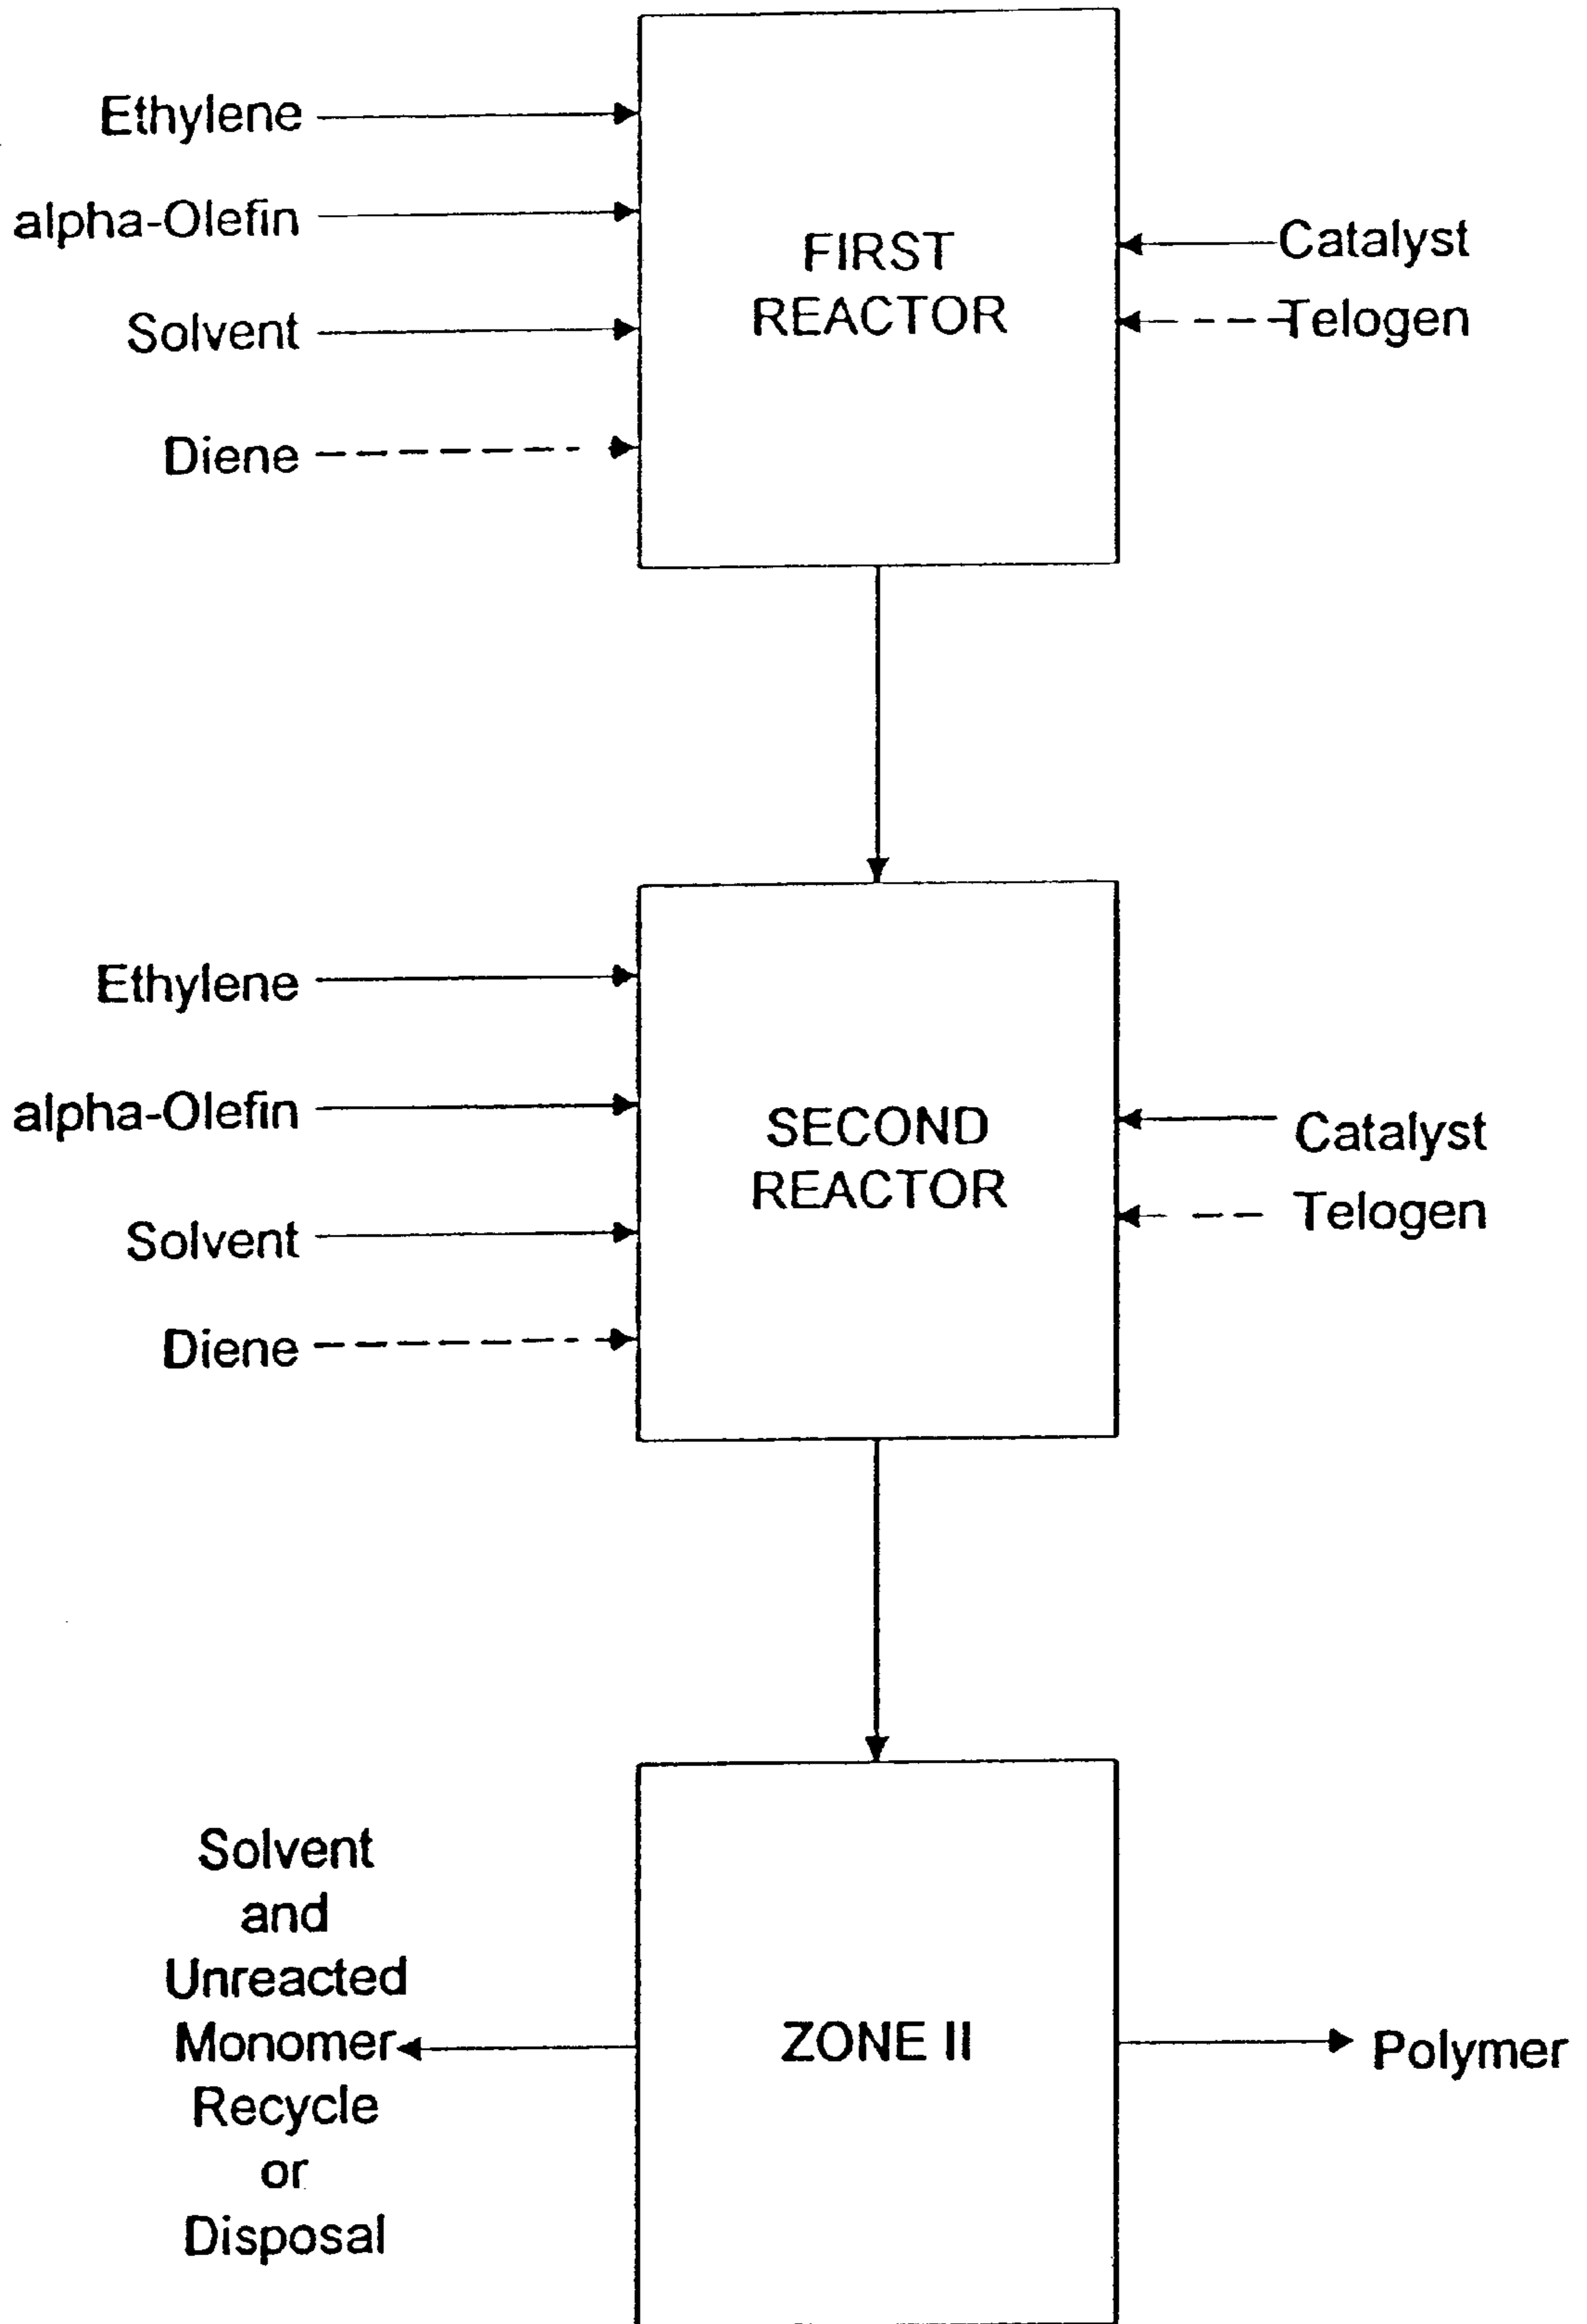 Ethylene
alpha-Olefin
Solvent
Diene
FIRST
REACTOR
Catalyst
Telogen
Ethylene
alpha-Olefin
Solvent
Diene
SECOND
REACTOR
Catalyst
Telogen
Solvent
and
Unreacted
Monomer
Recycle
or
Disposal
ZONE II
Polymer